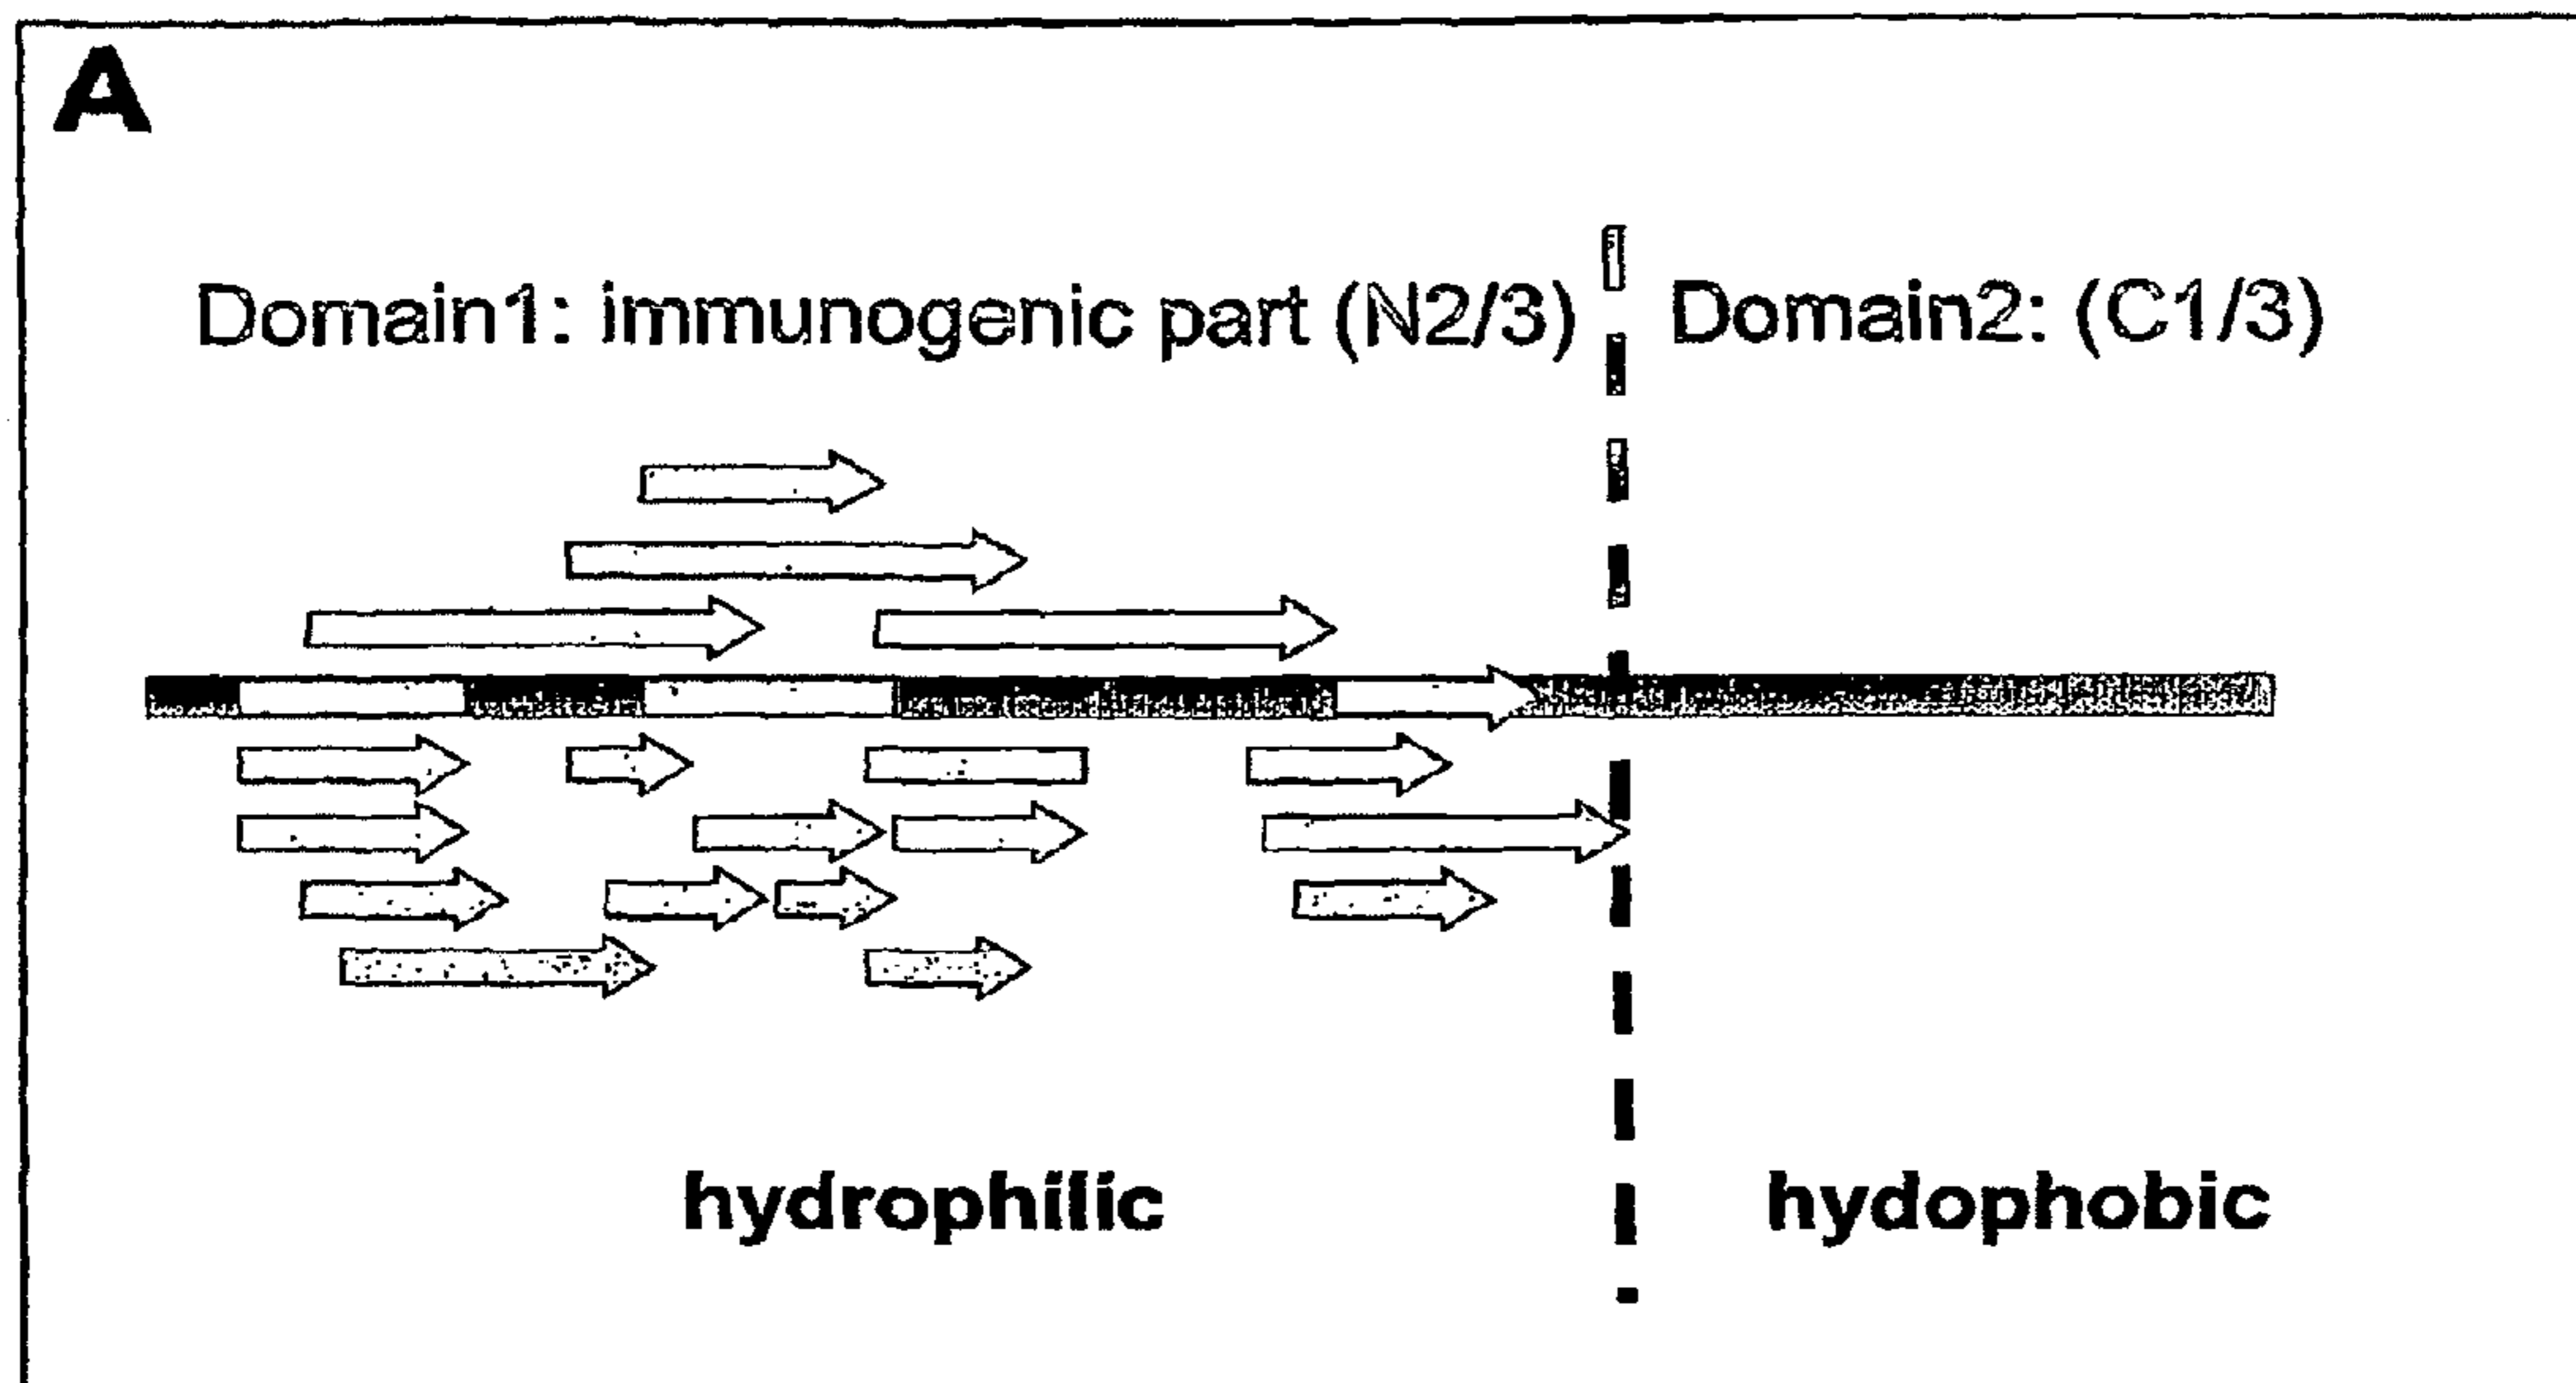 A
Domain1: immunogenic part (N2/3) Domain2: (C1/3)
hydrophilic hydophobic